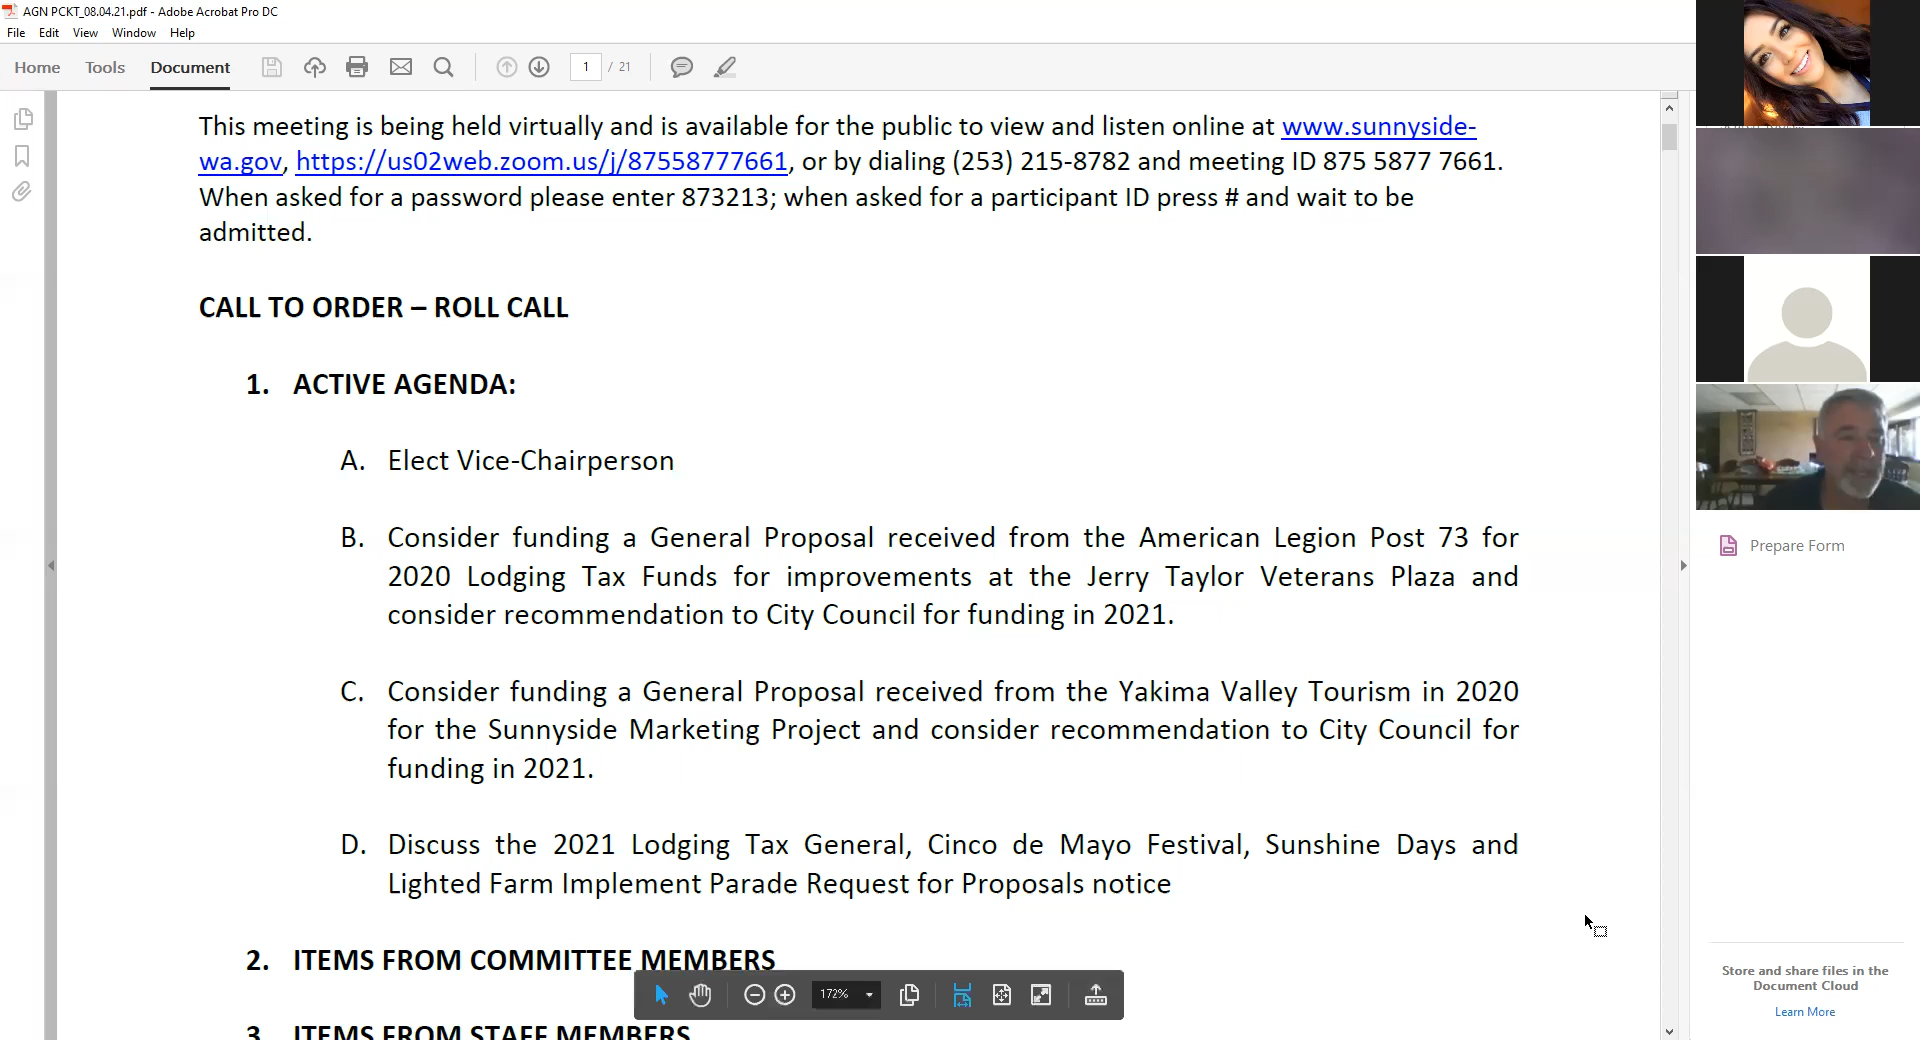 AGN PCKT_08.04.21.pdf - Adobe Acrobat Pro DC
File Edit View Window Help
Home Tools Document 1 / 21
This meeting is being held virtually and is available for the public to view and listen online at www.sunnyside-
wa.gov, https://us02web.zoom.us/j/87558777661, or by dialing (253) 215-8782 and meeting ID 875 5877 7661.
When asked for a password please enter 873213; when asked for a participant ID press # and wait to be
admitted.
CALL TO ORDER – ROLL CALL
1. ACTIVE AGENDA:
A. Elect Vice-Chairperson
B. Consider funding a General Proposal received from the American Legion Post 73 for
2020 Lodging Tax Funds for improvements at the Jerry Taylor Veterans Plaza and
consider recommendation to City Council for funding in 2021.
C. Consider funding a General Proposal received from the Yakima Valley Tourism in 2020
for the Sunnyside Marketing Project and consider recommendation to City Council for
funding in 2021.
D. Discuss the 2021 Lodging Tax General, Cinco de Mayo Festival, Sunshine Days and
Lighted Farm Implement Parade Request for Proposals notice
2. ITEMS FROM COMMITTEE MEMBERS
3. ITEMS FROM STAFF MEMBERS
172%
Prepare Form
Store and share files in the
Document Cloud
Learn More